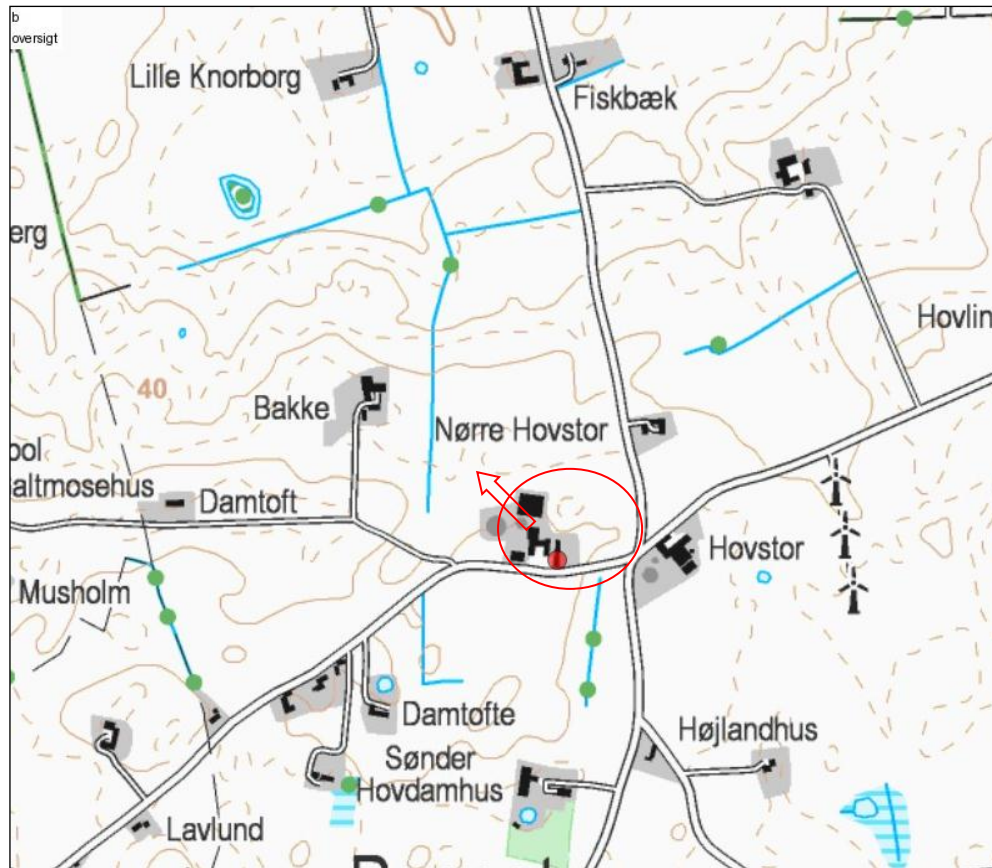 b
oversigt
Lille Knorborg
Fiskbæk
erg
Hovlin
40
Bakke
Nørre Hovstor
altmosehus
Damtoft
Hovstor
Musholm
Damtofte
Højlandhus
Sønder
Hovdamhus
Lavlund